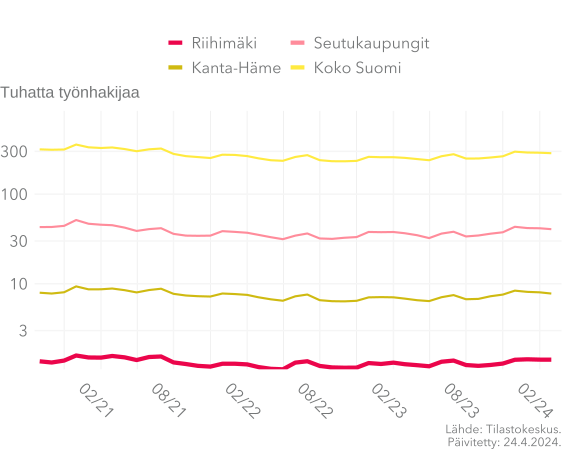 Riihimäki Seutukaupungit
Kanta-Häme Koko Suomi
Tuhatta työnhakijaa
300
100
30
10
3
02/21 08/21 02/22 08/22 02/23 08/23 02/24
Lähde: Tilastokeskus.
Päivitetty: 24.4.2024.